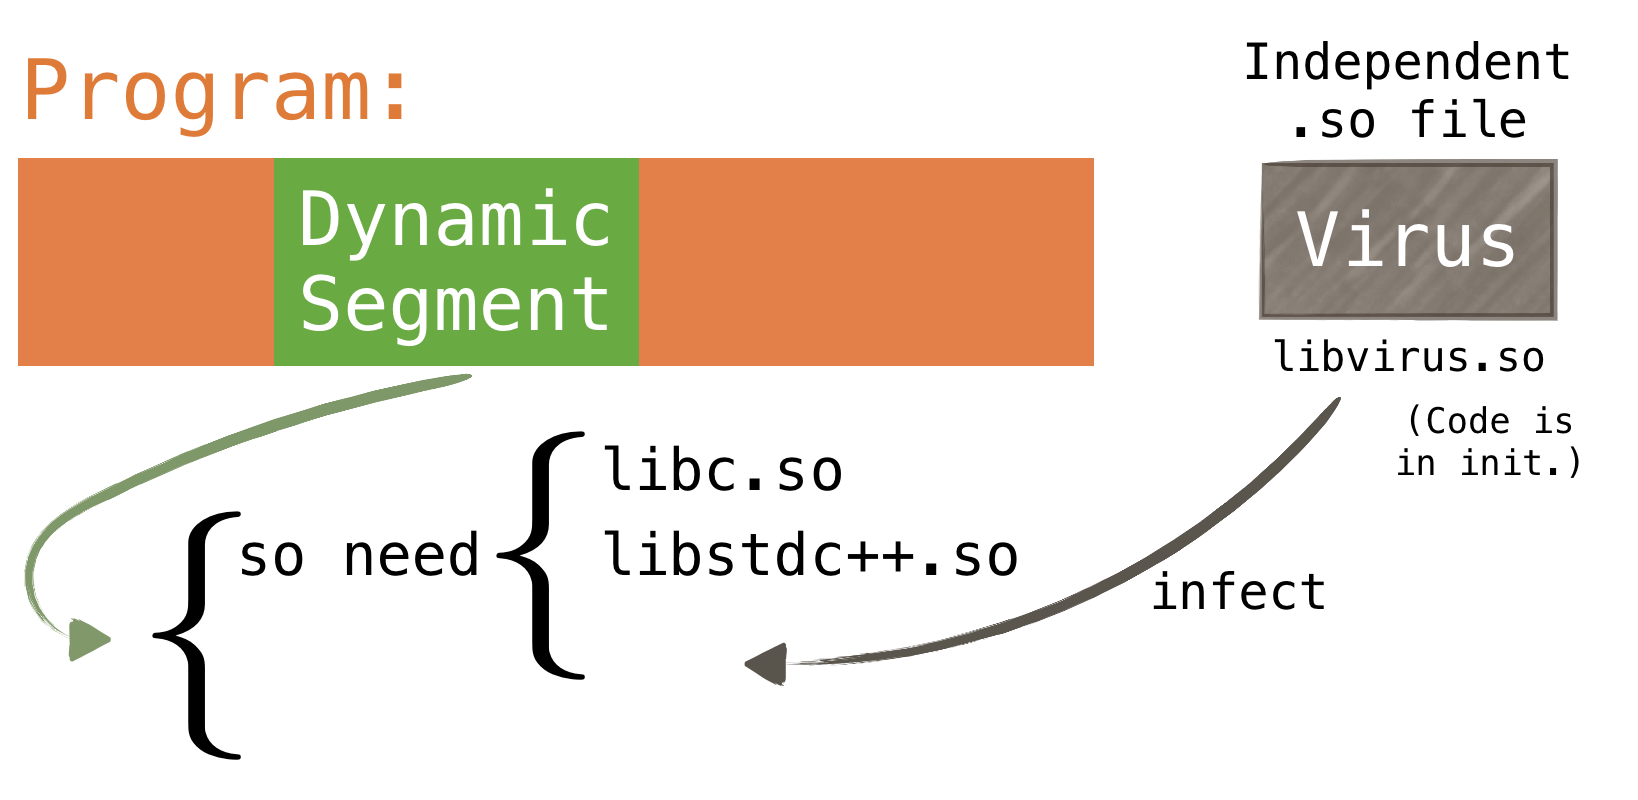 Program:
Dynamic
Segment
Independent
.so file
Virus
libvirus.so
(Code is
in init.)
so need
libc.so
libstdc++.so
infect